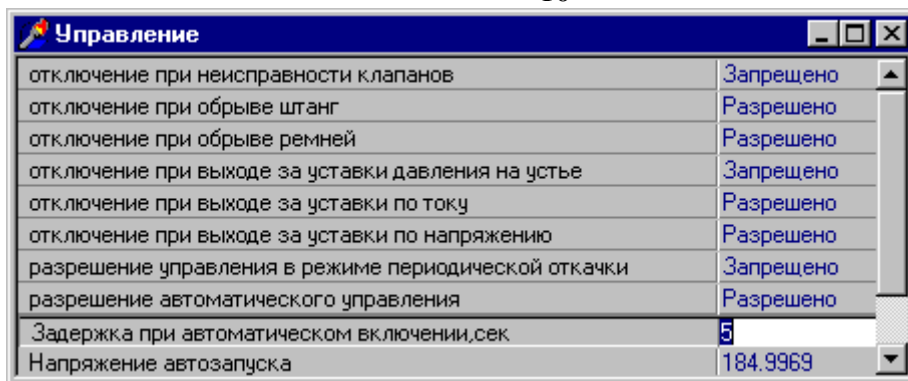 Управление
отключение при неисправности клапанов Запрещено
отключение при обрыве штанг Разрешено
отключение при обрыве ремней Разрешено
отключение при выходе за уставки давления на устье Запрещено
отключение при выходе за уставки по току Разрешено
отключение при выходе за уставки по напряжению Разрешено
разрешение управления в режиме периодической откачки Запрещено
разрешение автоматического управления Разрешено
Задержка при автоматическом включении,сек 5
Напряжение автозапуска 184.9969